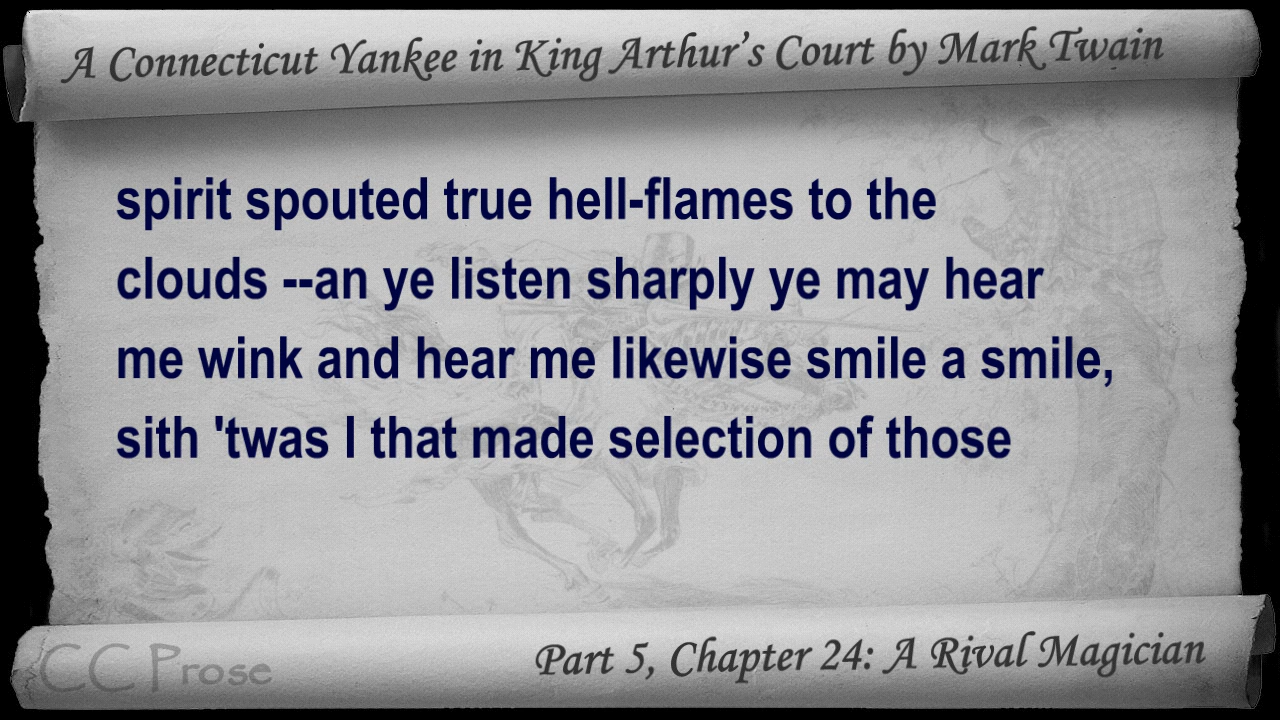 A Connecticut Yankee in King Arthur's Court by Mark Twain
spirit spouted true hell-flames to the
clouds --an ye listen sharply ye may hear
me wink and hear me likewise smile a smile,
sith 'twas I that made selection of those
CC Prose
Part 5, Chapter 24: A Rival Magician